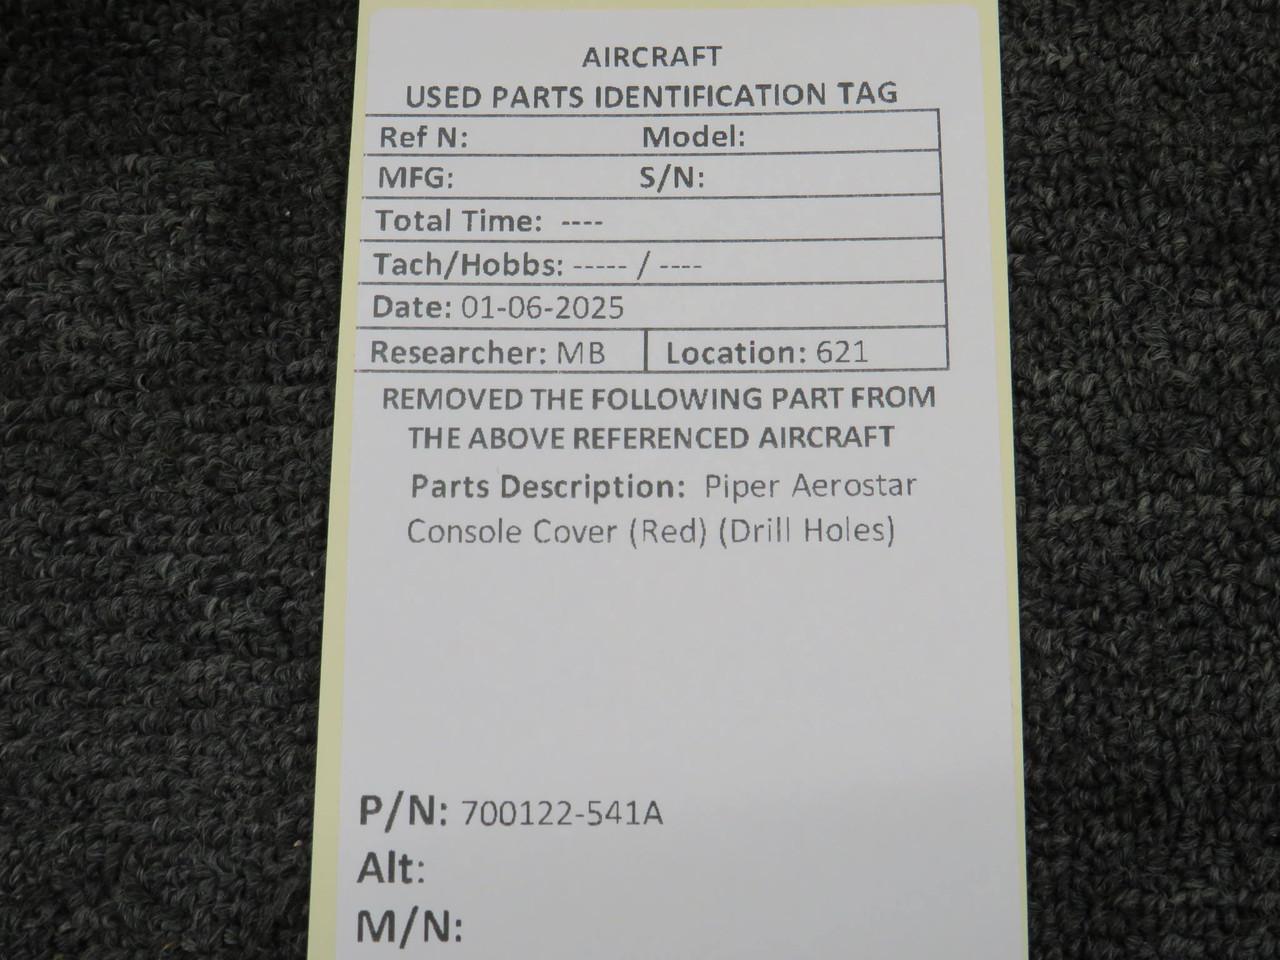 AIRCRAFT
USED PARTS IDENTIFICATION TAG
Ref N: Model:
MFG: S/N:
Total Time: ----
Tach/Hobbs: ----- / ----
Date: 01-06-2025
Researcher: MB Location: 621
REMOVED THE FOLLOWING PART FROM
THE ABOVE REFERENCED AIRCRAFT
Parts Description: Piper Aerostar
Console Cover (Red) (Drill Holes)
P/N: 700122-541A
Alt:
M/N: